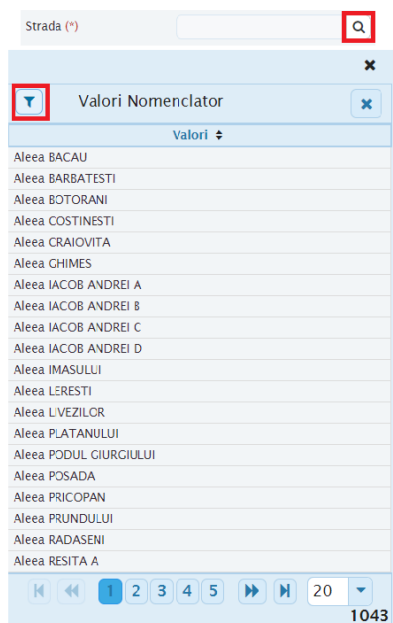 Strada (*)
Valori Nomenclator
Valori
Aleea BACAU
Aleea BARBATESTI
Aleea BOTORANI
Aleea COSTINESTI
Aleea CRAIOVITA
Aleea GHIMES
Aleea IACOB ANDREI A
Aleea IACOB ANDREI B
Aleea IACOB ANDREI C
Aleea IACOB ANDREI D
Aleea IMASULUI
Aleea LERESTI
Aleea LIVEZILOR
Aleea PLATANULUI
Aleea PODUL GIURGIULUI
Aleea POSADA
Aleea PRICOPAN
Aleea PRUNDULUI
Aleea RADASENI
Aleea RESITA A
1 2 3 4 5 20
1043